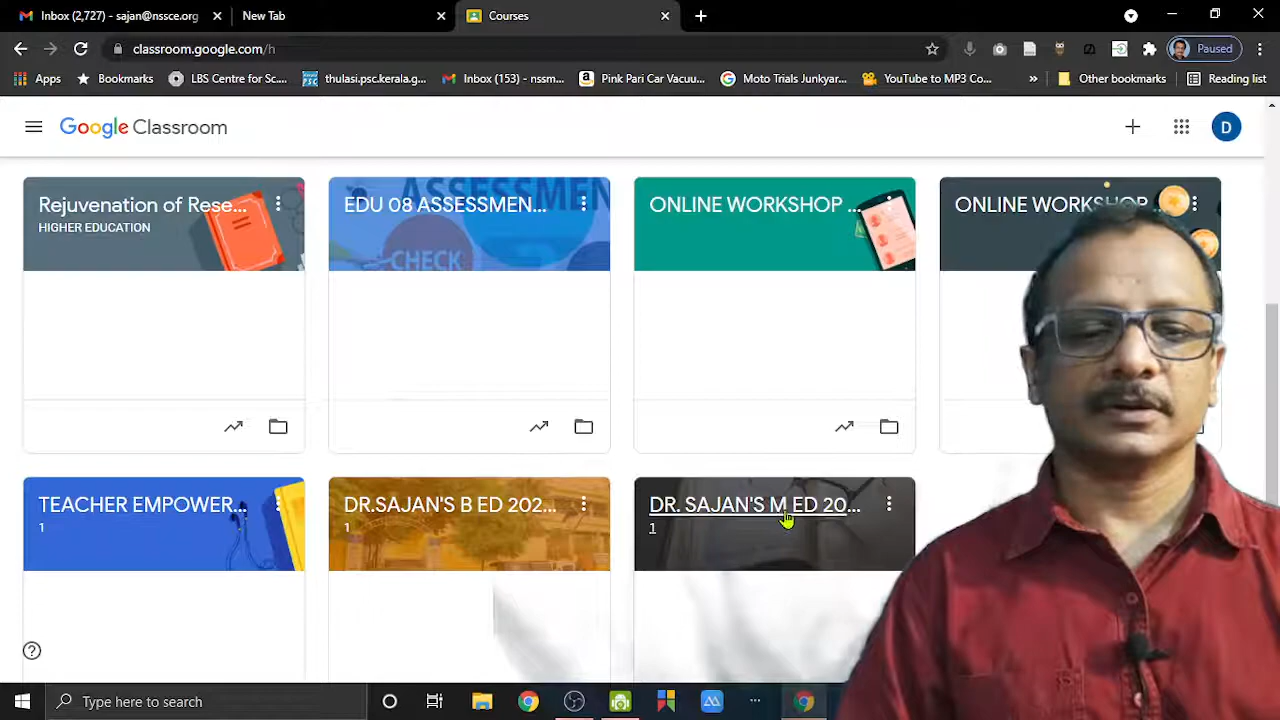 Inbox (2,727) - sajan@nssce.org
New Tab
Courses
classroom.google.com/h
Paused
Apps
Bookmarks
LBS Centre for Sc...
thulasi.psc.kerala.g...
Inbox (153) - nssm...
Pink Pari Car Vacuu...
Moto Trials Junkyar...
YouTube to MP3 Co...
Other bookmarks
Reading list
Google Classroom
D
Rejuvenation of Rese...
HIGHER EDUCATION
EDU 08 ASSESSMEN...
ASSESSMEN
CHECK
ONLINE WORKSHOP ...
ONLINE WORKSHOP
TEACHER EMPOWER...
1
DR.SAJAN'S B ED 202...
1
DR. SAJAN'S M ED 20...
1
Type here to search